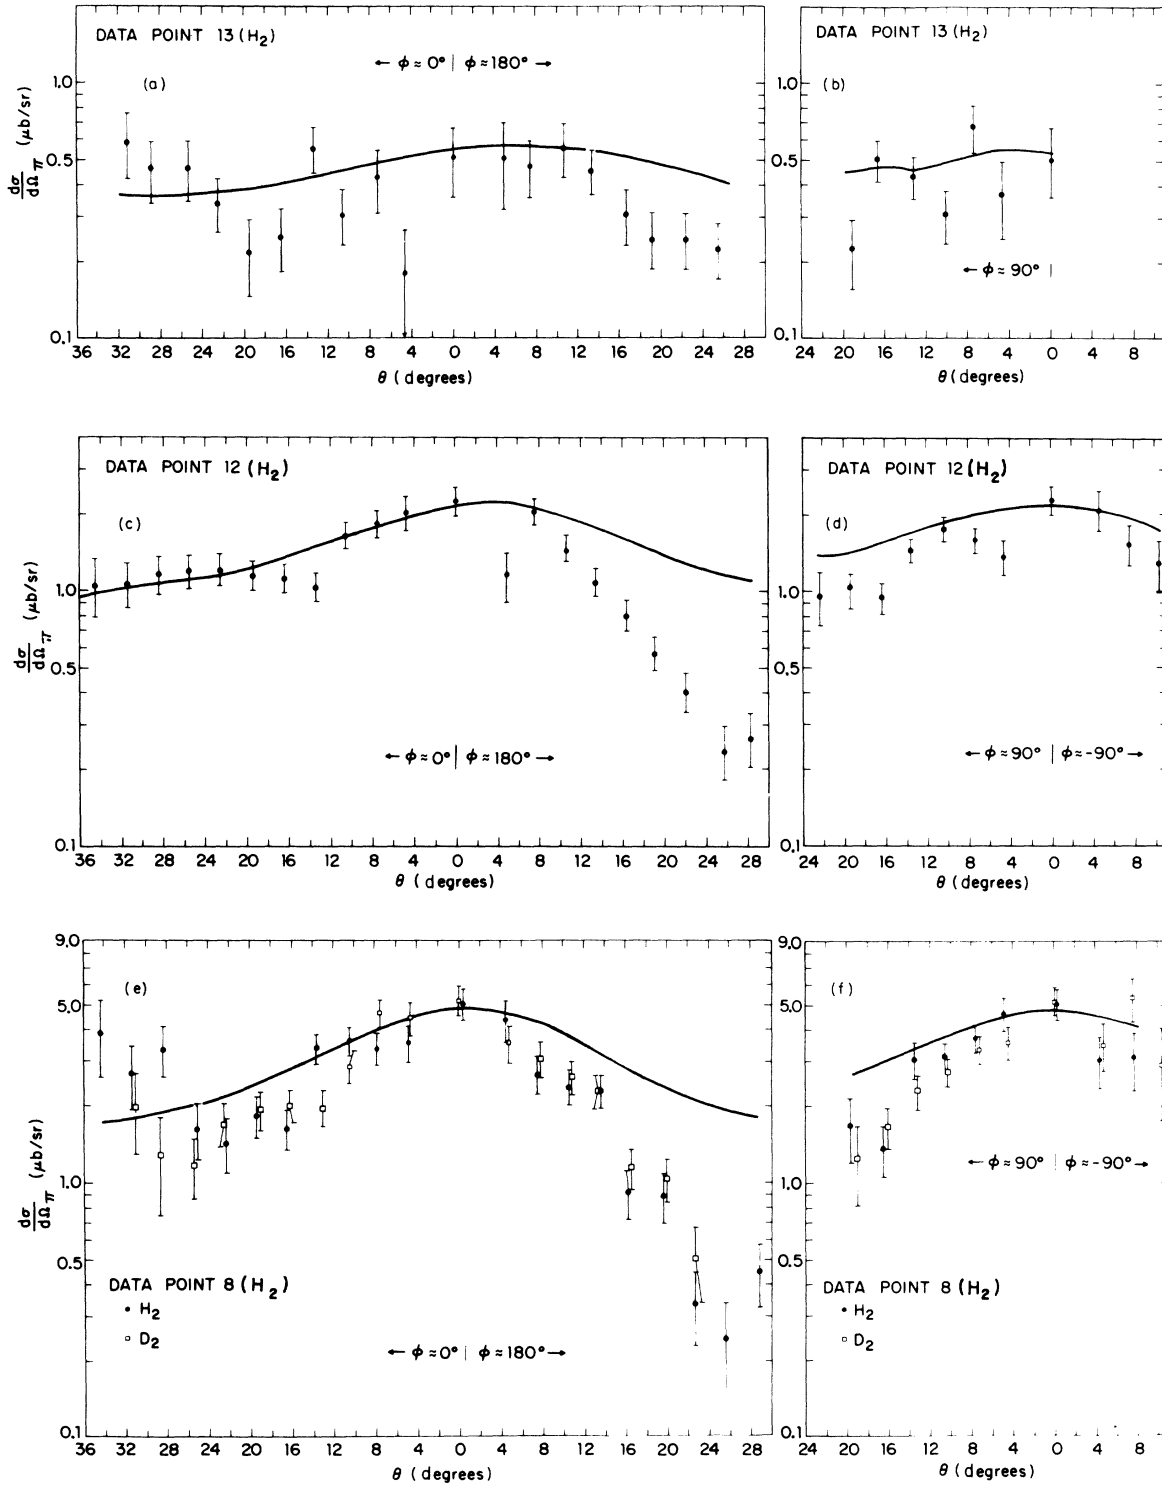 DATA POINT 13 (H₂)
← ϕ ≈ 0° | ϕ ≈ 180° →
(a)
1.0
0.5
0.1
dσ/dΩπ (μb/sr)
36 32 28 24 20 16 12 8 4 0 4 8 12 16 20 24 28
θ (degrees)
DATA POINT 13 (H₂)
(b)
1.0
0.5
0.1
← ϕ ≈ 90° |
24 20 16 12 8 4 0 4 8
θ (degrees)
DATA POINT 12 (H₂)
(c)
1.0
0.5
0.1
dσ/dΩπ (μb/sr)
← ϕ ≈ 0° | ϕ ≈ 180° →
36 32 28 24 20 16 12 8 4 0 4 8 12 16 20 24 28
θ (degrees)
DATA POINT 12 (H₂)
(d)
1.0
0.5
0.1
← ϕ ≈ 90° | ϕ ≈ -90° →
24 20 16 12 8 4 0 4 8
θ (degrees)
9.0
(e)
5.0
1.0
0.5
0.1
dσ/dΩπ (μb/sr)
DATA POINT 8 (H₂)
• H₂
□ D₂
← ϕ ≈ 0° | ϕ ≈ 180° →
36 32 28 24 20 16 12 8 4 0 4 8 12 16 20 24 28
θ (degrees)
9.0
(f)
5.0
1.0
0.5
0.1
← ϕ ≈ 90° | ϕ ≈ -90° →
DATA POINT 8 (H₂)
• H₂
□ D₂
24 20 16 12 8 4 0 4 8
θ (degrees)